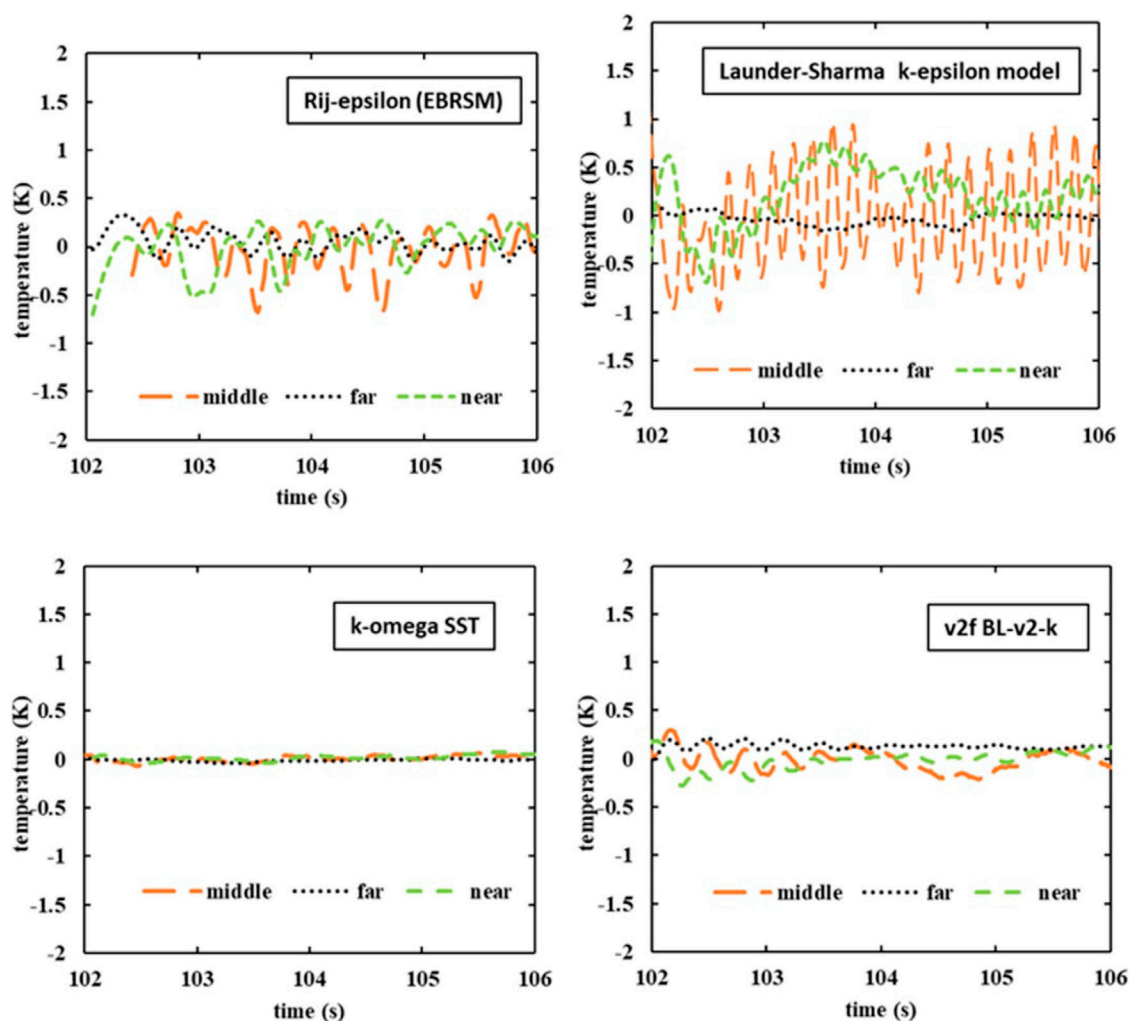 Rij-epsilon (EBRSM)
2
1.5
1
0.5
0
-0.5
-1
-1.5
-2
temperature (K)
middle far near
102 103 104 105 106
time (s)
Launder-Sharma k-epsilon model
2
1.5
1
0.5
0
-0.5
-1
-1.5
-2
temperature (K)
middle far near
102 103 104 105 106
time (s)
k-omega SST
2
1.5
1
0.5
0
-0.5
-1
-1.5
-2
temperature (K)
middle far near
102 103 104 105 106
time (s)
v2f BL-v2-k
2
1.5
1
0.5
0
-0.5
-1
-1.5
-2
temperature (K)
middle far near
102 103 104 105 106
time (s)